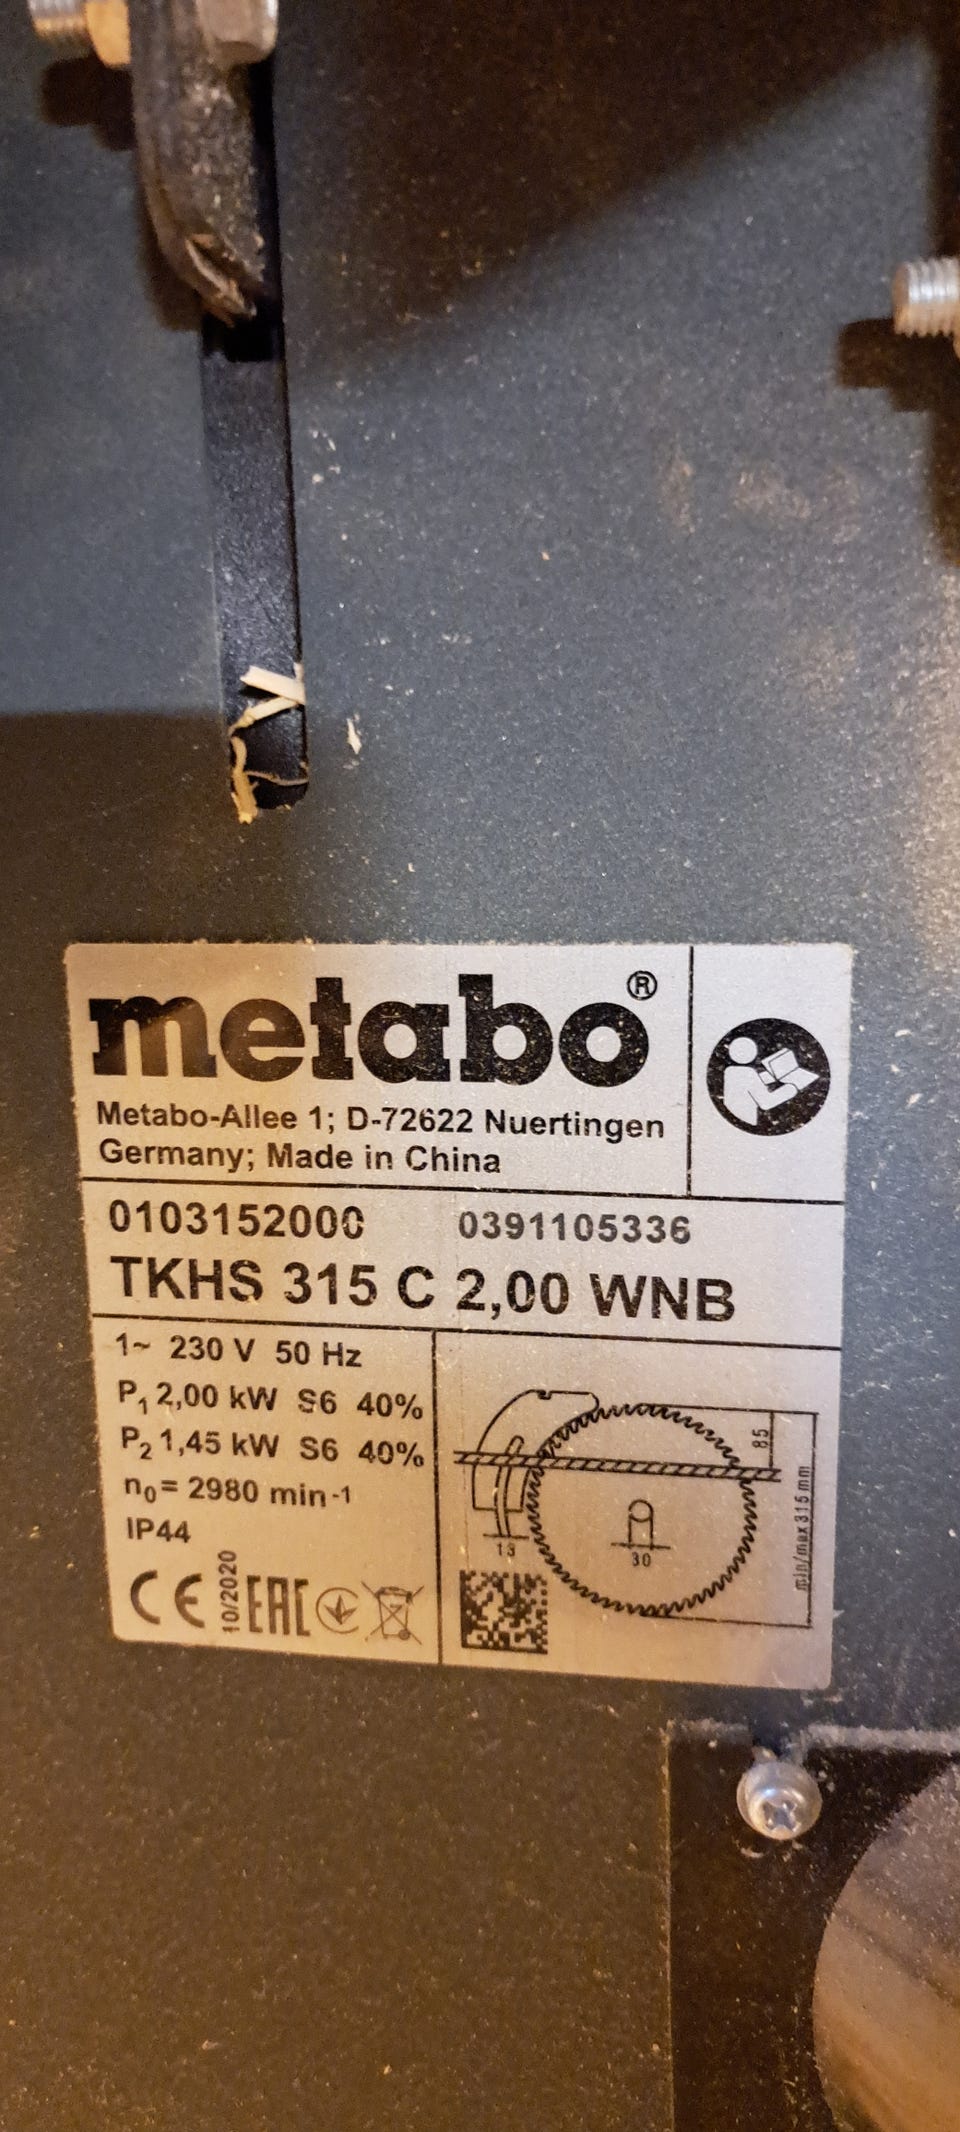 metabo®
Metabo-Allee 1; D-72622 Nuertingen
Germany; Made in China
0103152000 0391105336
TKHS 315 C 2,00 WNB
1~ 230 V 50 Hz
P1 2,00 kW S6 40%
P2 1,45 kW S6 40%
n0= 2980 min-1
IP44
CE 10/2020 EAC
85
min/max 315 mm
13
30